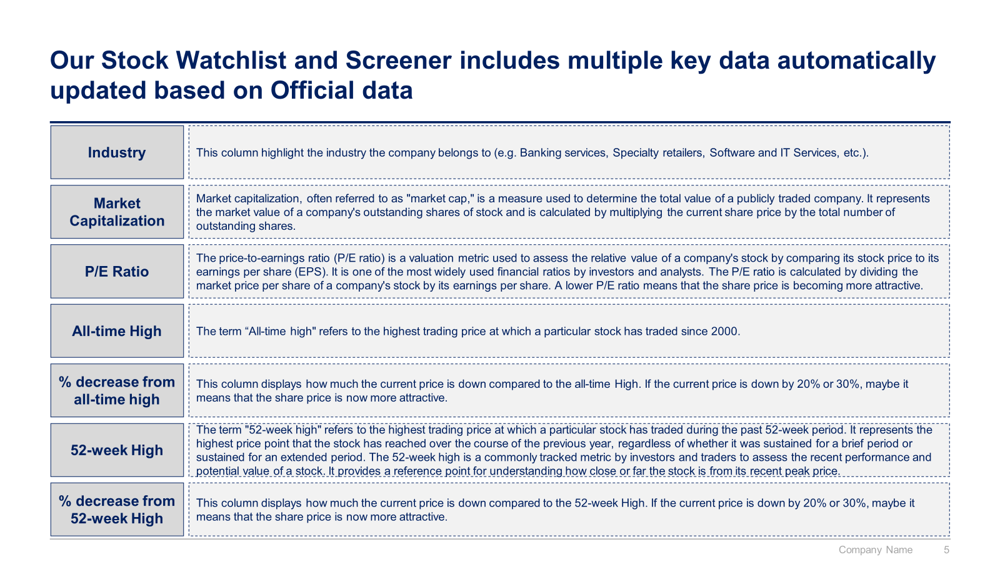 Our Stock Watchlist and Screener includes multiple key data automatically
updated based on Official data
Industry
This column highlight the industry the company belongs to (e.g. Banking services, Specialty retailers, Software and IT Services, etc.).
Market
Capitalization
Market capitalization, often referred to as "market cap," is a measure used to determine the total value of a publicly traded company. It represents
the market value of a company's outstanding shares of stock and is calculated by multiplying the current share price by the total number of
outstanding shares.
P/E Ratio
The price-to-earnings ratio (P/E ratio) is a valuation metric used to assess the relative value of a company's stock by comparing its stock price to its
earnings per share (EPS). It is one of the most widely used financial ratios by investors and analysts. The P/E ratio is calculated by dividing the
market price per share of a company's stock by its earnings per share. A lower P/E ratio means that the share price is becoming more attractive.
All-time High
The term “All-time high" refers to the highest trading price at which a particular stock has traded since 2000.
% decrease from
all-time high
This column displays how much the current price is down compared to the all-time High. If the current price is down by 20% or 30%, maybe it
means that the share price is now more attractive.
52-week High
The term "52-week high" refers to the highest trading price at which a particular stock has traded during the past 52-week period. It represents the
highest price point that the stock has reached over the course of the previous year, regardless of whether it was sustained for a brief period or
sustained for an extended period. The 52-week high is a commonly tracked metric by investors and traders to assess the recent performance and
potential value of a stock. It provides a reference point for understanding how close or far the stock is from its recent peak price.
% decrease from
52-week High
This column displays how much the current price is down compared to the 52-week High. If the current price is down by 20% or 30%, maybe it
means that the share price is now more attractive.
Company Name
5